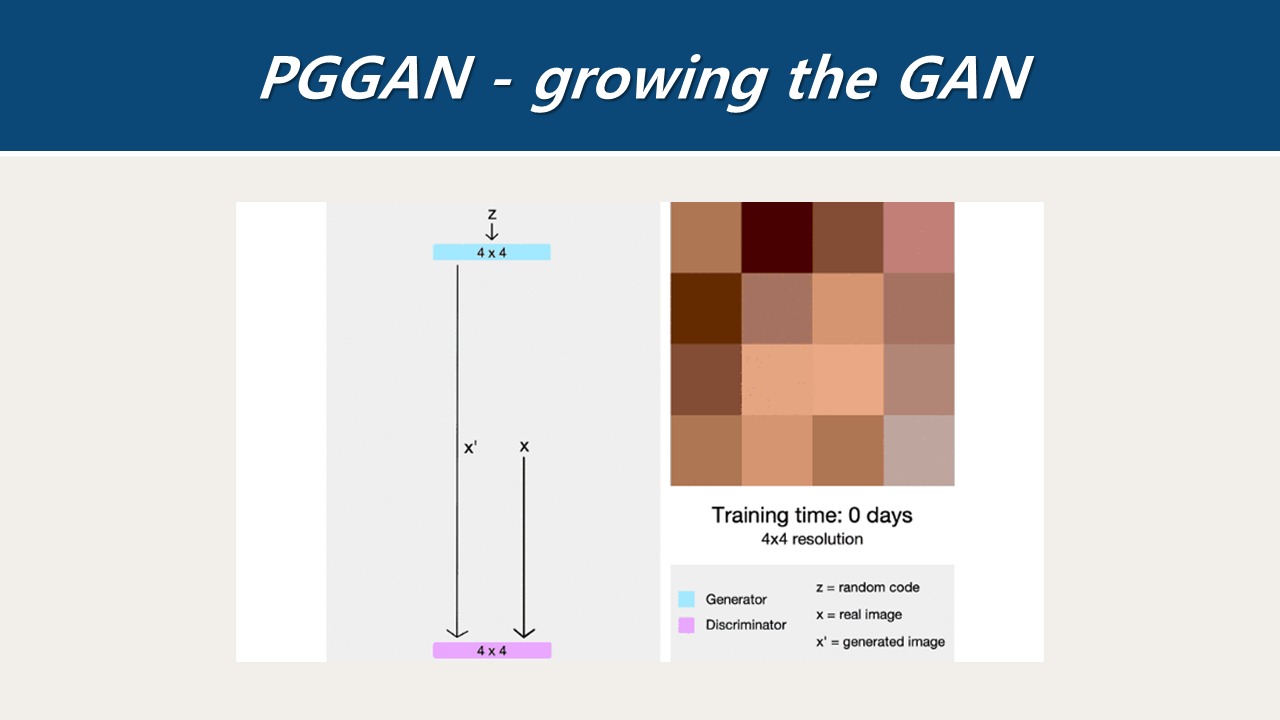 PGGAN - growing the GAN
z
4 x 4
x'
x
4 x 4
Training time: 0 days
4x4 resolution
Generator
Discriminator
z = random code
x = real image
x' = generated image